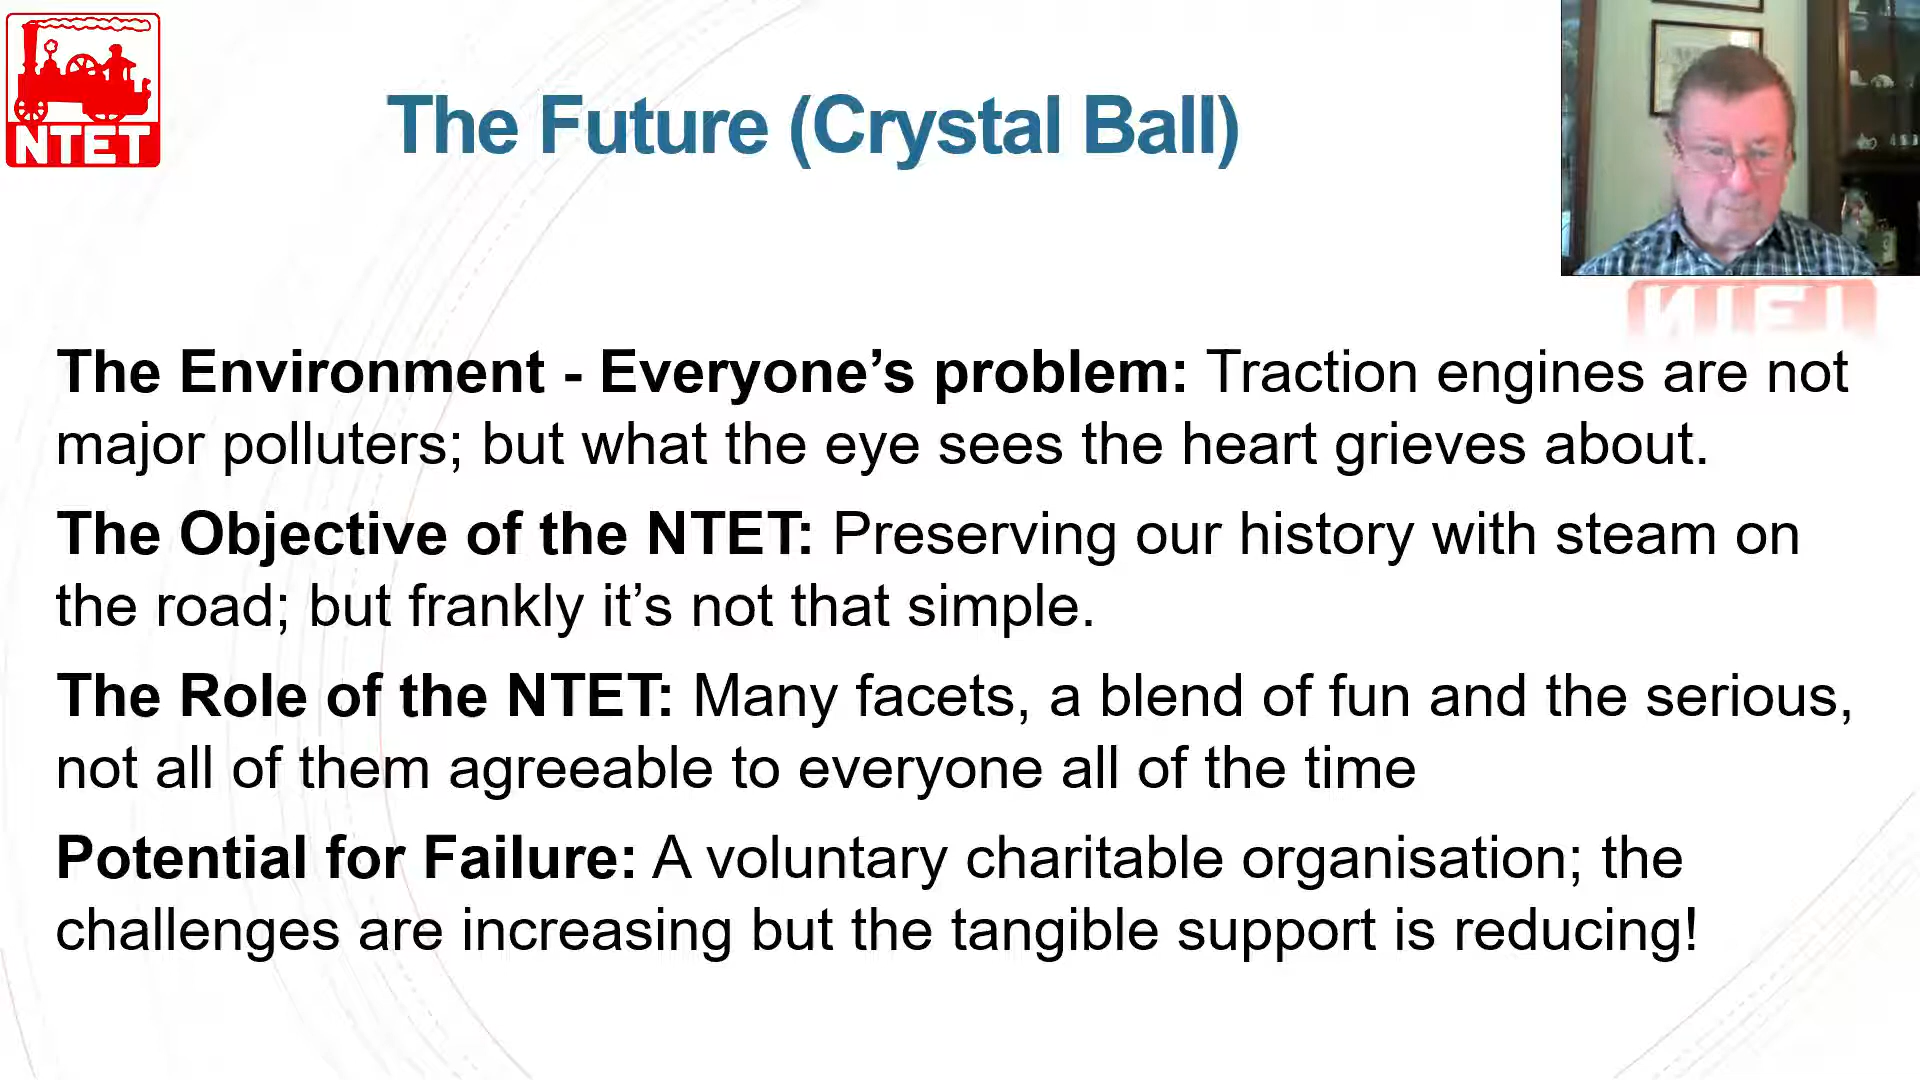 NTET
The Future (Crystal Ball)
The Environment - Everyone’s problem: Traction engines are not
major polluters; but what the eye sees the heart grieves about.
The Objective of the NTET: Preserving our history with steam on
the road; but frankly it’s not that simple.
The Role of the NTET: Many facets, a blend of fun and the serious,
not all of them agreeable to everyone all of the time
Potential for Failure: A voluntary charitable organisation; the
challenges are increasing but the tangible support is reducing!